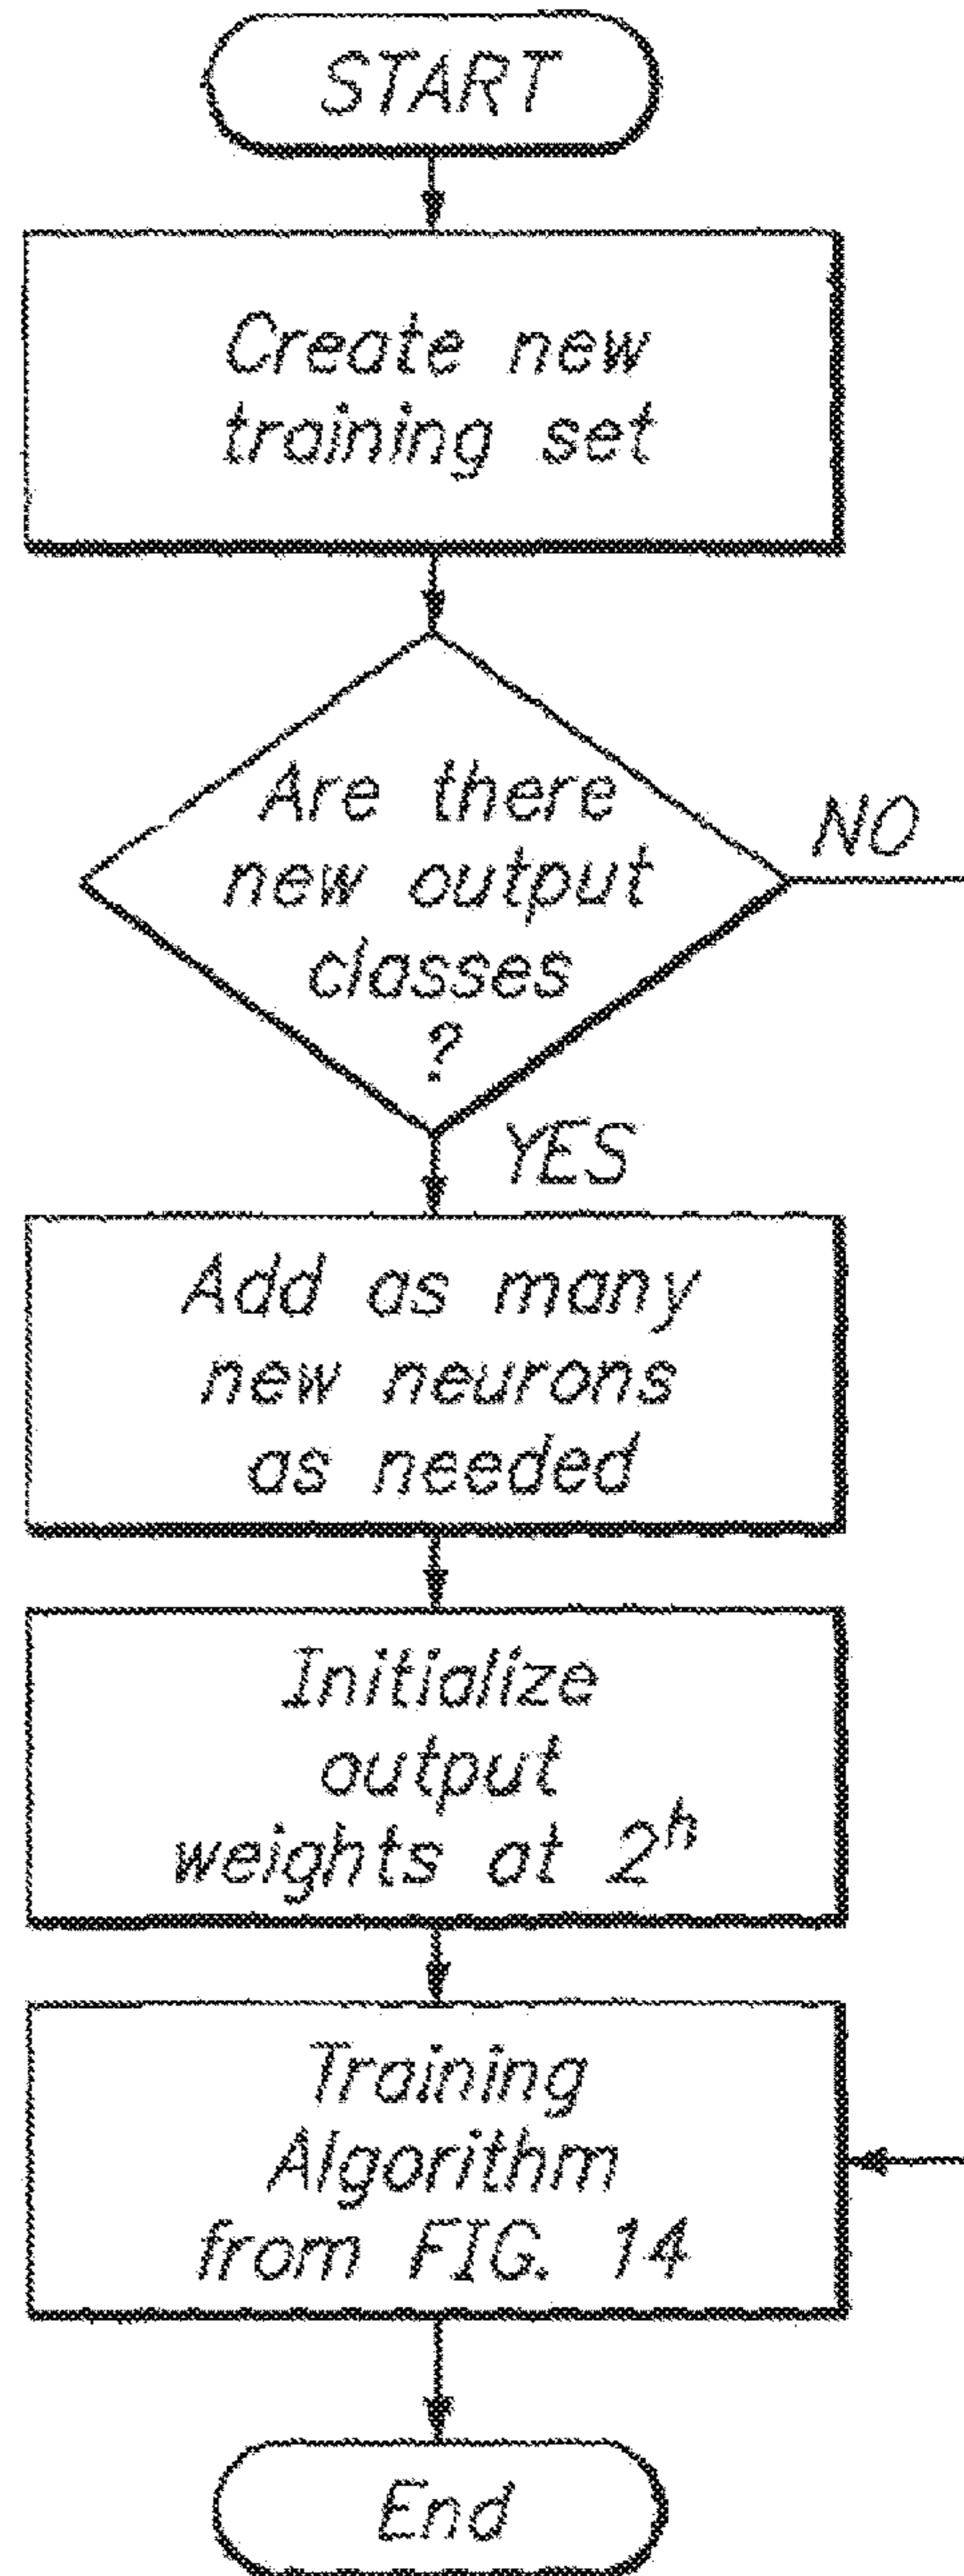 START
Create new
training set
Are there
new output
classes
?
NO
YES
Add as many
new neurons
as needed
Initialize
output
weights at 2ʰ
Training
Algorithm
from FIG. 14
End